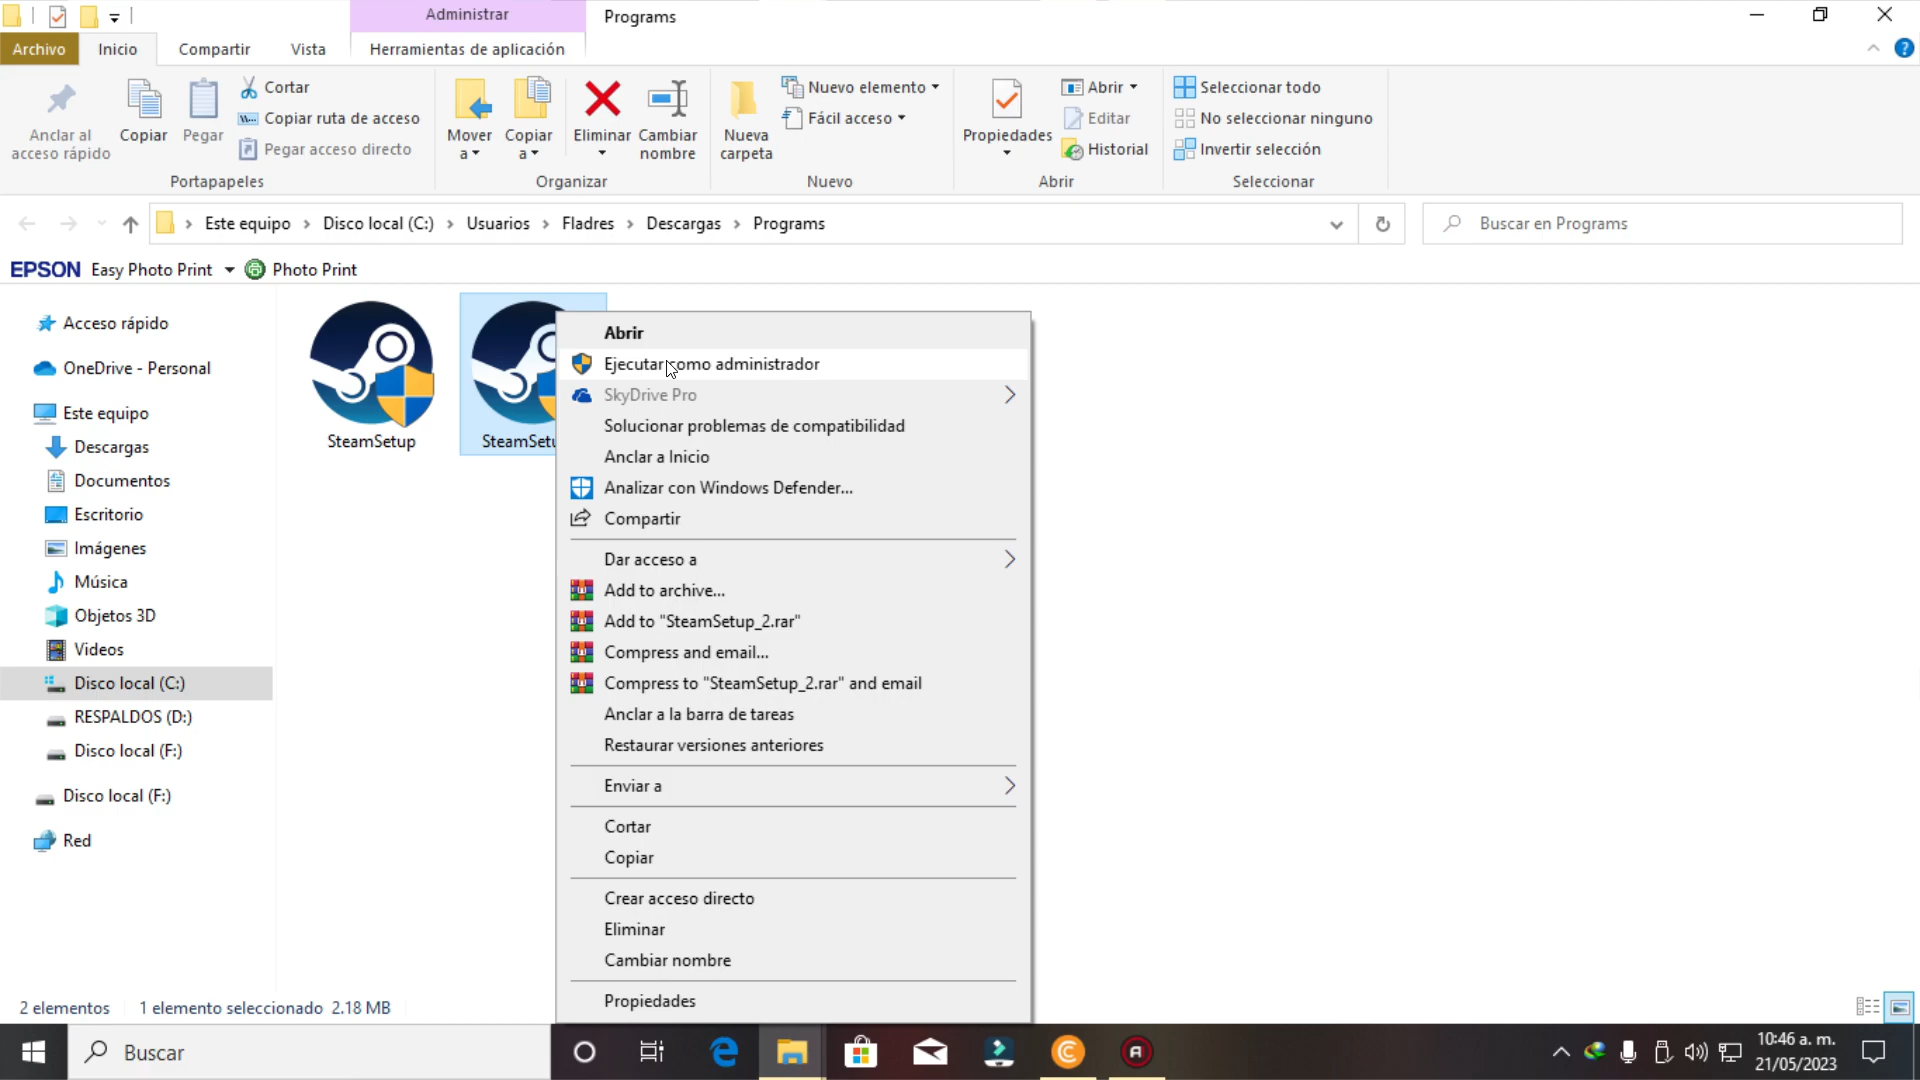 Administrar
Programs
Archivo
Inicio
Compartir
Vista
Herramientas de aplicación
Anclar al
acceso rápido
Copiar
Pegar
Cortar
Copiar ruta de acceso
Pegar acceso directo
Portapapeles
Mover
a
Copiar
a
Eliminar
Cambiar
nombre
Organizar
Nueva
carpeta
Nuevo elemento
Fácil acceso
Nuevo
Propiedades
Abrir
Editar
Historial
Abrir
Seleccionar todo
No seleccionar ninguno
Invertir selección
Seleccionar
Este equipo > Disco local (C:) > Usuarios > Fladres > Descargas > Programs
Buscar en Programs
EPSON Easy Photo Print
Photo Print
Acceso rápido
OneDrive - Personal
Este equipo
Descargas
Documentos
Escritorio
Imágenes
Música
Objetos 3D
Videos
Disco local (C:)
RESPALDOS (D:)
Disco local (F:)
Disco local (F:)
Red
SteamSetup
SteamSetu
Abrir
Ejecutar como administrador
SkyDrive Pro
Solucionar problemas de compatibilidad
Anclar a Inicio
Analizar con Windows Defender...
Compartir
Dar acceso a
Add to archive...
Add to "SteamSetup_2.rar"
Compress and email...
Compress to "SteamSetup_2.rar" and email
Anclar a la barra de tareas
Restaurar versiones anteriores
Enviar a
Cortar
Copiar
Crear acceso directo
Eliminar
Cambiar nombre
Propiedades
2 elementos
1 elemento seleccionado 2.18 MB
Buscar
10:46 a. m.
21/05/2023